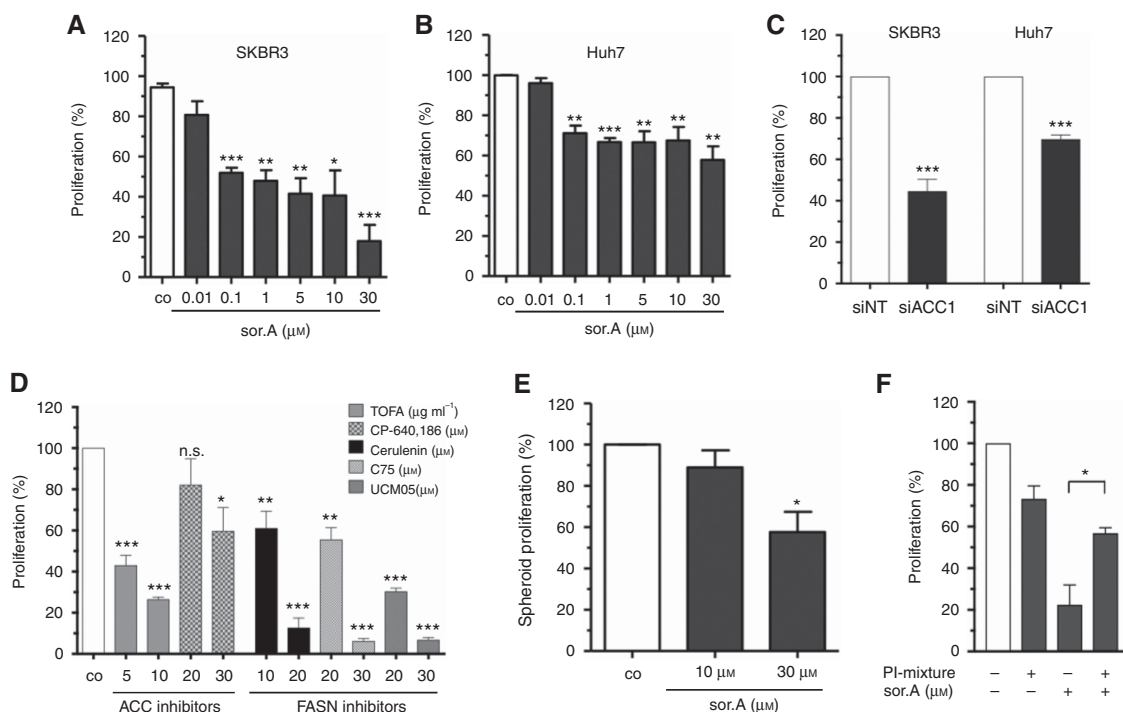 A
SKBR3
Proliferation (%)
120
100
80
60
40
20
0
***
**
**
*
***
co 0.01 0.1 1 5 10 30
sor.A (μM)
B
Huh7
Proliferation (%)
120
100
80
60
40
20
0
**
***
**
**
**
co 0.01 0.1 1 5 10 30
sor.A (μM)
C
SKBR3 Huh7
Proliferation (%)
120
100
80
60
40
20
0
***
***
siNT siACC1 siNT siACC1
D
Proliferation (%)
120
100
80
60
40
20
0
TOFA (μg ml−1)
CP-640,186 (μM)
Cerulenin (μM)
C75 (μM)
UCM05(μM)
***
***
n.s.
*
**
***
**
***
***
***
co 5 10 20 30 10 20 20 30 20 30
ACC inhibitors FASN inhibitors
E
Spheroid proliferation (%)
120
100
80
60
40
20
0
*
co 10 μM 30 μM
sor.A (μM)
F
Proliferation (%)
120
100
80
60
40
20
0
*
PI-mixture − + − +
sor.A (μM) − − + +